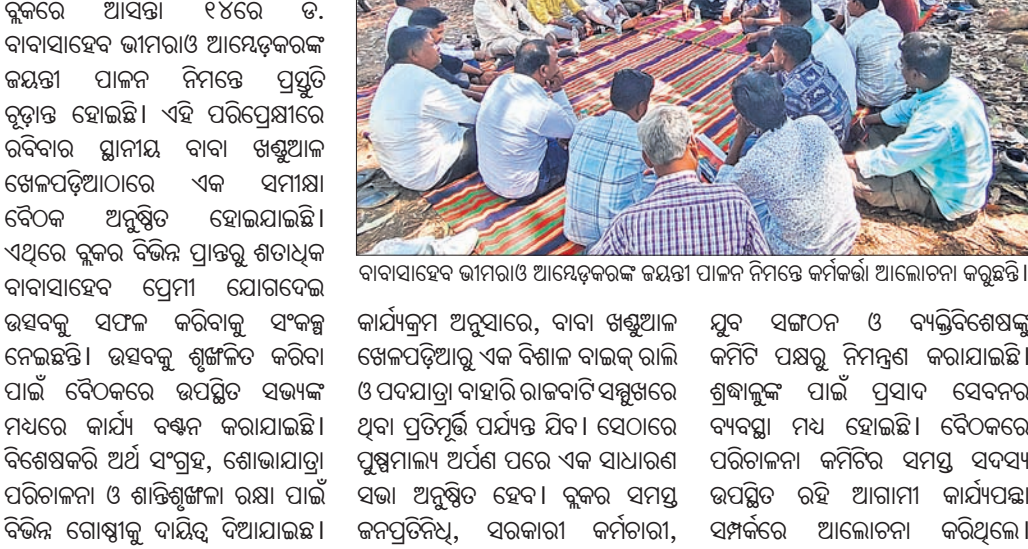 ବ୍ଲକରେ ଆସନ୍ତା ୧୪ରେ ଡ.
ବାବାସାହେବ ଭୀମରାଓ ଆମ୍ବେଡ଼କରଙ୍କ
ଜୟନ୍ତୀ ପାଳନ ନିମନ୍ତେ ପ୍ରସ୍ତୁତି
ଚୂଡ଼ାନ୍ତ ହୋଇଛି। ଏହି ପରିପ୍ରେକ୍ଷୀରେ
ରବିବାର ସ୍ଥାନୀୟ ବାବା ଖଣ୍ଡୁଆଳ
ଖେଳପଡ଼ିଆଠାରେ ଏକ ସମୀକ୍ଷା
ବୈଠକ ଅନୁଷ୍ଠିତ ହୋଇଯାଇଛି।
ଏଥିରେ ବ୍ଲକର ବିଭିନ୍ନ ପ୍ରାନ୍ତରୁ ଶତାଧିକ
ବାବାସାହେବ ପ୍ରେମୀ ଯୋଗଦେଇ
ଉତ୍ସବକୁ ସଫଳ କରିବାକୁ ସଂକଳ୍ପ
ନେଇଛନ୍ତି। ଉତ୍ସବକୁ ଶୃଙ୍ଖଳିତ କରିବା
ପାଇଁ ବୈଠକରେ ଉପସ୍ଥିତ ସଭ୍ୟଙ୍କ
ମଧ୍ୟରେ କାର୍ଯ୍ୟ ବଣ୍ଟନ କରାଯାଇଛି।
ବିଶେଷକରି ଅର୍ଥ ସଂଗ୍ରହ, ଶୋଭାଯାତ୍ରା
ପରିଚାଳନା ଓ ଶାନ୍ତିଶୃଙ୍ଖଳା ରକ୍ଷା ପାଇଁ
ବିଭିନ୍ନ ଗୋଷ୍ଠୀକୁ ଦାୟିତ୍ୱ ଦିଆଯାଇଛି।
ବାବାସାହେବ ଭୀମରାଓ ଆମ୍ବେଡ଼କରଙ୍କ ଜୟନ୍ତୀ ପାଳନ ନିମନ୍ତେ କର୍ମକର୍ତ୍ତା ଆଲୋଚନା କରୁଛନ୍ତି।
କାର୍ଯ୍ୟକ୍ରମ ଅନୁସାରେ, ବାବା ଖଣ୍ଡୁଆଳ
ଖେଳପଡ଼ିଆରୁ ଏକ ବିଶାଳ ବାଇକ୍ ରାଲି
ଓ ପଦଯାତ୍ରା ବାହାରି ରାଜବାଟି ସମ୍ମୁଖରେ
ଥିବା ପ୍ରତିମୂର୍ତ୍ତି ପର୍ଯ୍ୟନ୍ତ ଯିବ। ସେଠାରେ
ପୁଷ୍ପମାଲ୍ୟ ଅର୍ପଣ ପରେ ଏକ ସାଧାରଣ
ସଭା ଅନୁଷ୍ଠିତ ହେବ। ବ୍ଲକର ସମସ୍ତ
ଜନପ୍ରତିନିଧି, ସରକାରୀ କର୍ମଚାରୀ,
ଯୁବ ସଙ୍ଗଠନ ଓ ବ୍ୟକ୍ତିବିଶେଷଙ୍କୁ
କମିଟି ପକ୍ଷରୁ ନିମନ୍ତ୍ରଣ କରାଯାଇଛି।
ଶ୍ରଦ୍ଧାଳୁଙ୍କ ପାଇଁ ପ୍ରସାଦ ସେବନର
ବ୍ୟବସ୍ଥା ମଧ୍ୟ ହୋଇଛି। ବୈଠକରେ
ପରିଚାଳନା କମିଟିର ସମସ୍ତ ସଦସ୍ୟ
ଉପସ୍ଥିତ ରହି ଆଗାମୀ କାର୍ଯ୍ୟପନ୍ଥା
ସମ୍ପର୍କରେ ଆଲୋଚନା କରିଥିଲେ।